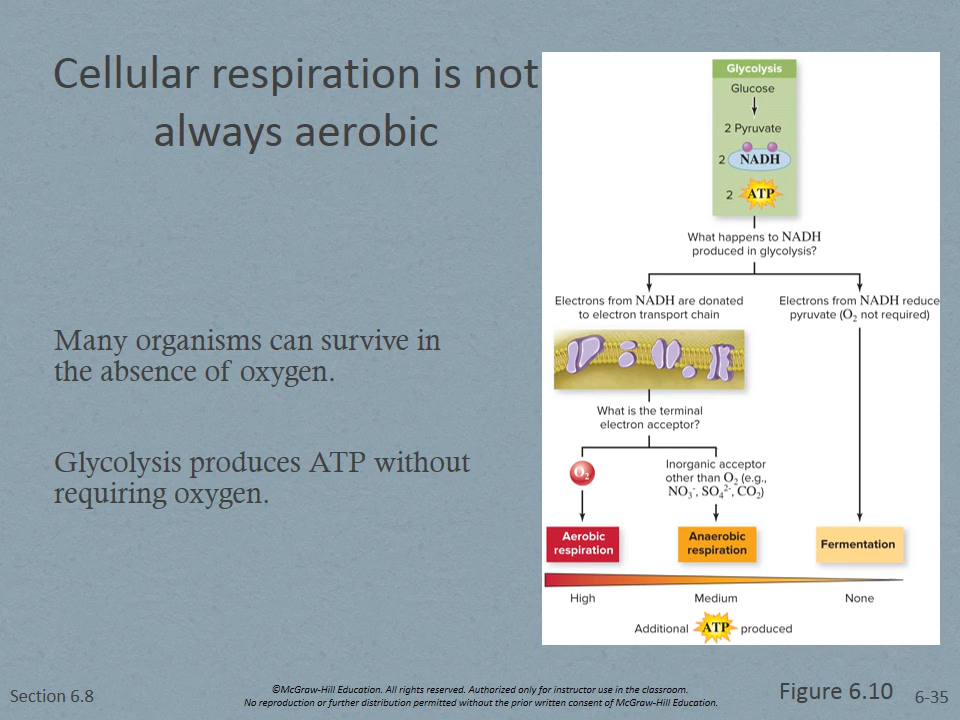 Cellular respiration is not
always aerobic
Many organisms can survive in
the absence of oxygen.
Glycolysis produces ATP without
requiring oxygen.
Glycolysis
Glucose
2 Pyruvate
2 NADH
2 ATP
What happens to NADH
produced in glycolysis?
Electrons from NADH are donated
to electron transport chain
Electrons from NADH reduce
pyruvate (O₂ not required)
What is the terminal
electron acceptor?
O₂
Inorganic acceptor
other than O₂ (e.g.,
NO₃⁻, SO₄²⁻, CO₂)
Aerobic
respiration
Anaerobic
respiration
Fermentation
High
Medium
None
Additional ATP produced
Section 6.8
©McGraw-Hill Education. All rights reserved. Authorized only for instructor use in the classroom.
No reproduction or further distribution permitted without the prior written consent of McGraw-Hill Education.
Figure 6.10
6-35